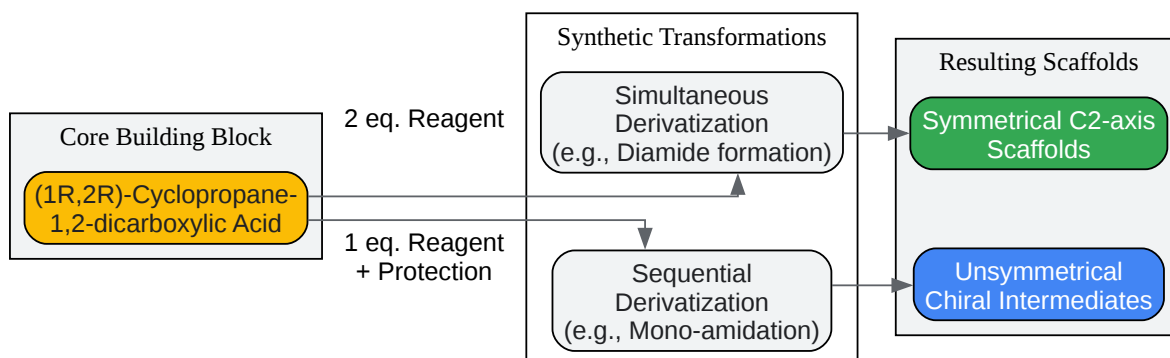 Core Building Block
(1R,2R)-Cyclopropane-
1,2-dicarboxylic Acid
2 eq. Reagent
1 eq. Reagent
+ Protection
Synthetic Transformations
Simultaneous
Derivatization
(e.g., Diamide formation)
Sequential
Derivatization
(e.g., Mono-amidation)
Resulting Scaffolds
Symmetrical C2-axis
Scaffolds
Unsymmetrical
Chiral Intermediates